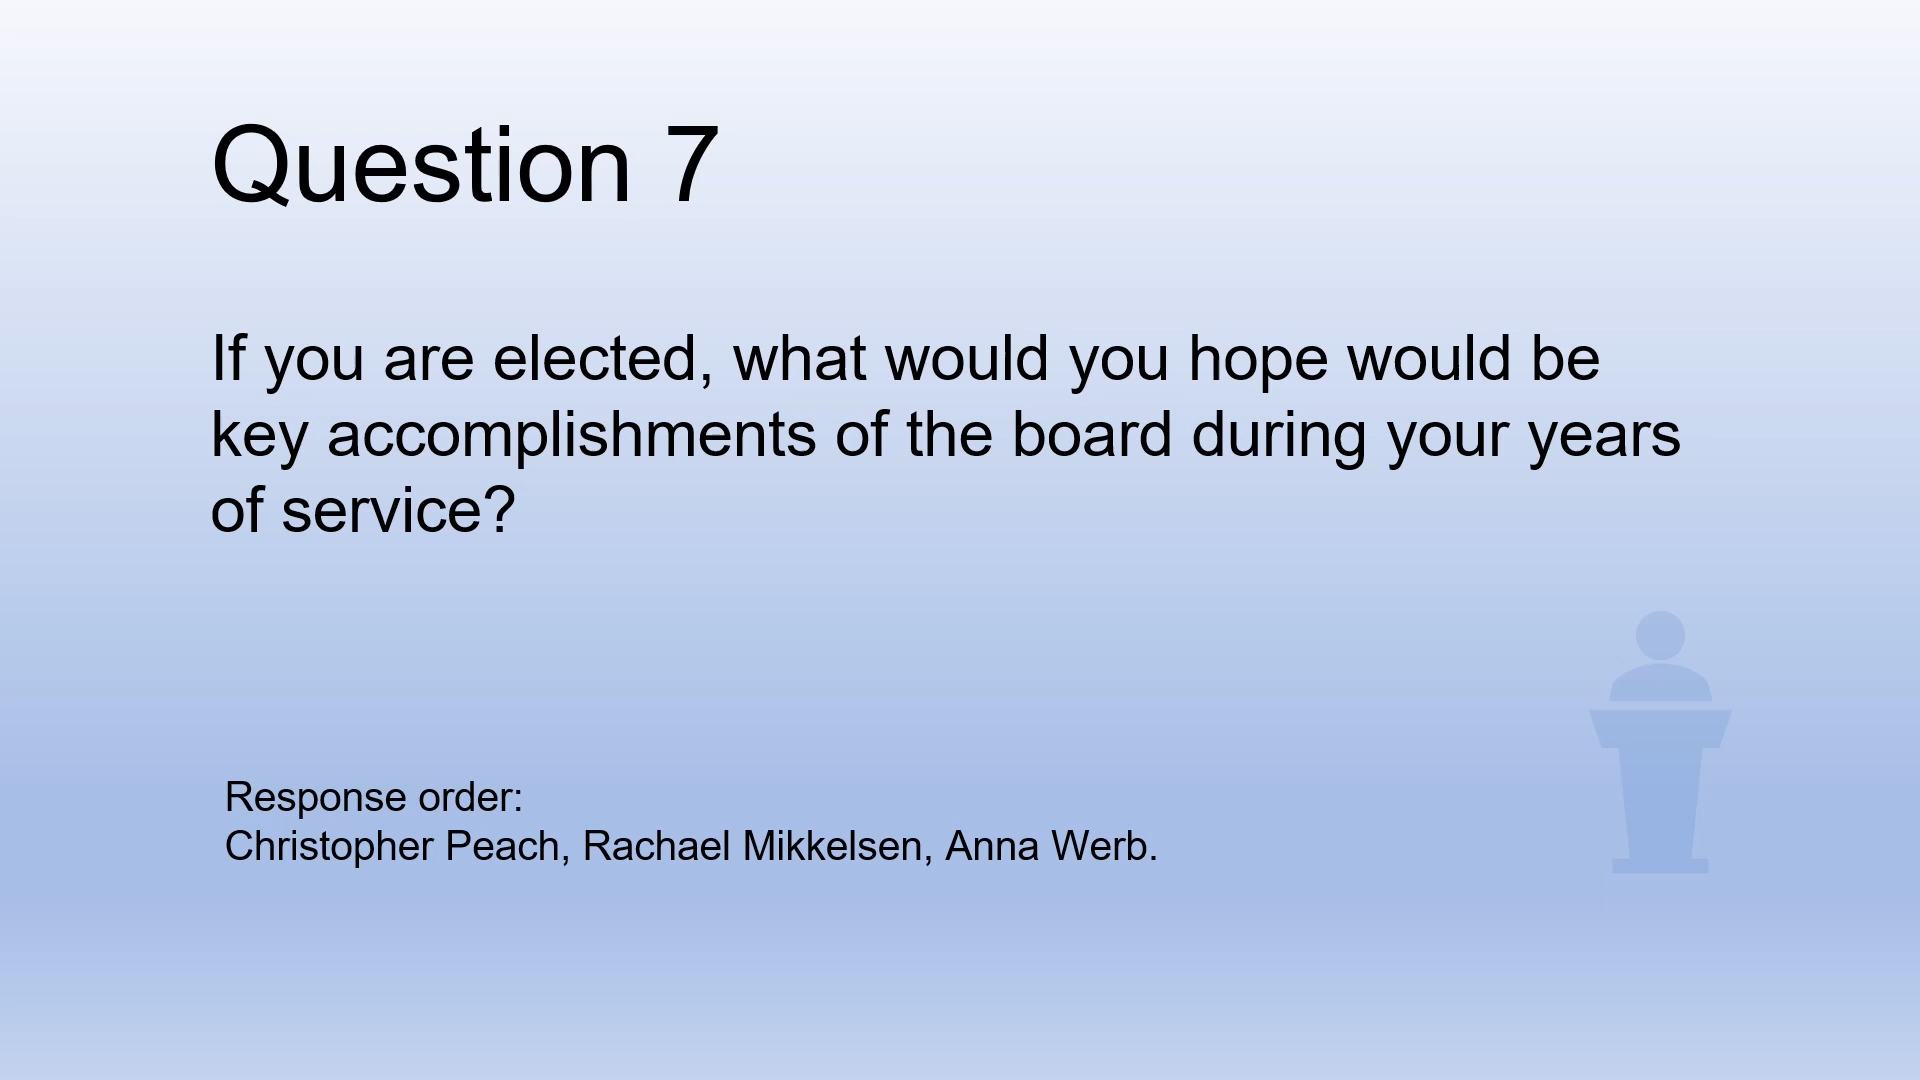 Question 7
If you are elected, what would you hope would be
key accomplishments of the board during your years
of service?
Response order:
Christopher Peach, Rachael Mikkelsen, Anna Werb.